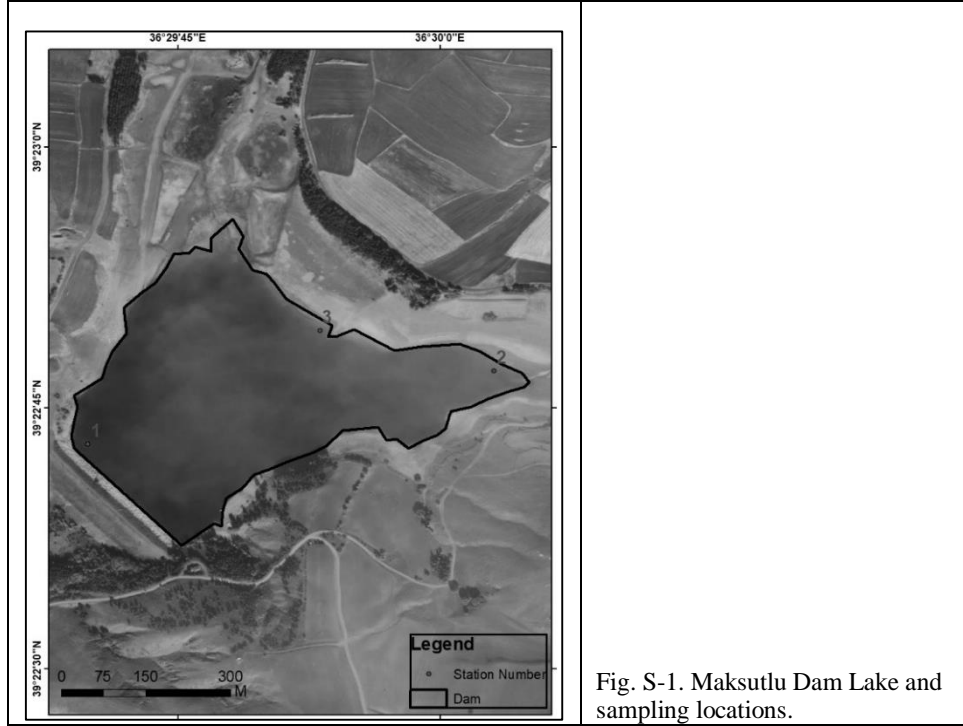 36°29'45"E
36°30'0"E
39°23'0"N
39°22'45"N
39°22'30"N
3
2
1
Legend
Station Number
Dam
0 75 150 300
M
Fig. S-1. Maksutlu Dam Lake and
sampling locations.